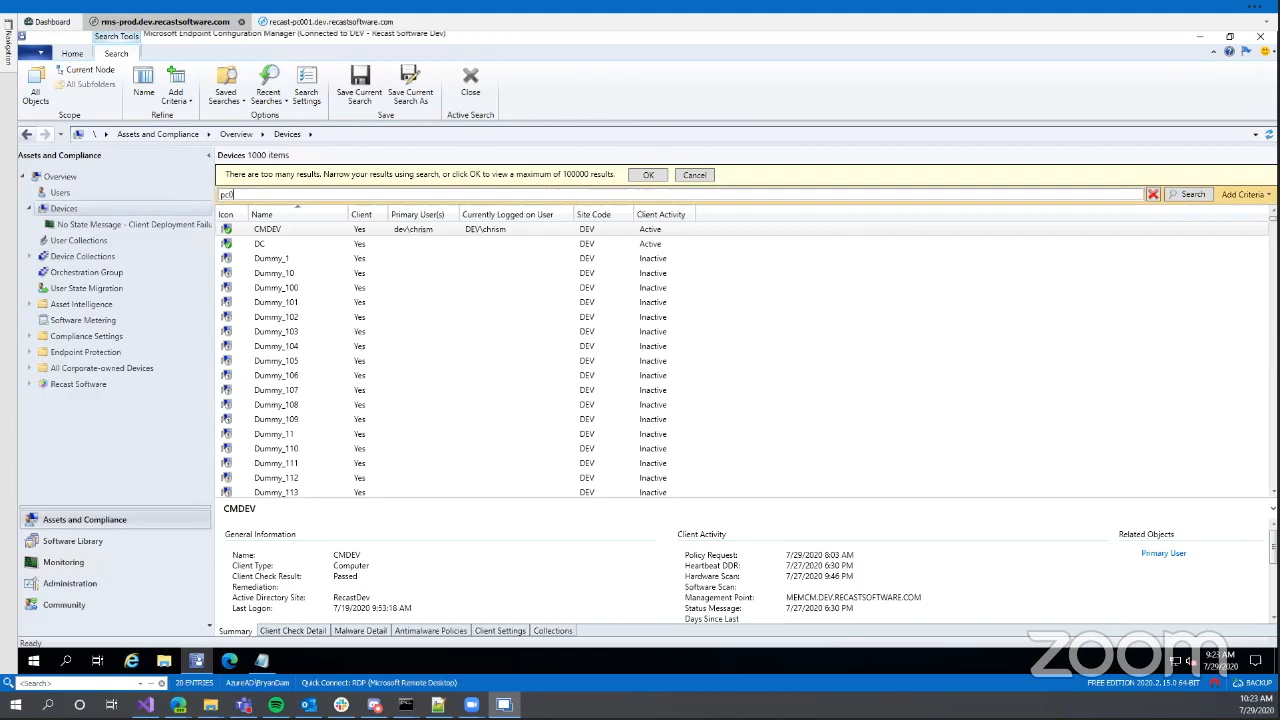 Dashboard rms-prod.dev.recastsoftware.com recast-pc001.dev.recastsoftware.com
Navigation
Search Tools Microsoft Endpoint Configuration Manager (Connected to DEV - Recast Software Dev)
Home Search
All Objects
Current Node
All Subfolders
Scope
Name
Add Criteria
Refine
Saved Searches
Recent Searches
Search Settings
Options
Save Current Search
Save Current Search As
Save
Close
Active Search
\ Assets and Compliance Overview Devices
Assets and Compliance
Overview
Users
Devices
No State Message - Client Deployment Failu
User Collections
Device Collections
Orchestration Group
User State Migration
Asset Intelligence
Software Metering
Compliance Settings
Endpoint Protection
All Corporate-owned Devices
Recast Software
Assets and Compliance
Software Library
Monitoring
Administration
Community
Devices 1000 items
There are too many results. Narrow your results using search, or click OK to view a maximum of 100000 results. OK Cancel
pc0 Search Add Criteria
Icon Name Client Primary User(s) Currently Logged on User Site Code Client Activity
CMDEV Yes dev\chrism DEV\chrism DEV Active
DC Yes DEV Active
Dummy_1 Yes DEV Inactive
Dummy_10 Yes DEV Inactive
Dummy_100 Yes DEV Inactive
Dummy_101 Yes DEV Inactive
Dummy_102 Yes DEV Inactive
Dummy_103 Yes DEV Inactive
Dummy_104 Yes DEV Inactive
Dummy_105 Yes DEV Inactive
Dummy_106 Yes DEV Inactive
Dummy_107 Yes DEV Inactive
Dummy_108 Yes DEV Inactive
Dummy_109 Yes DEV Inactive
Dummy_11 Yes DEV Inactive
Dummy_110 Yes DEV Inactive
Dummy_111 Yes DEV Inactive
Dummy_112 Yes DEV Inactive
Dummy_113 Yes DEV Inactive
CMDEV
General Information
Name: CMDEV
Client Type: Computer
Client Check Result: Passed
Remediation:
Active Directory Site: RecastDev
Last Logon: 7/19/2020 9:53:18 AM
Client Activity
Policy Request: 7/29/2020 8:03 AM
Heartbeat DDR: 7/27/2020 6:30 PM
Hardware Scan: 7/27/2020 9:46 PM
Software Scan:
Management Point: MEMCM.DEV.RECASTSOFTWARE.COM
Status Message: 7/27/2020 6:30 PM
Days Since Last
Related Objects
Primary User
Summary Client Check Detail Malware Detail Antimalware Policies Client Settings Collections
Ready
zoom
9:23 AM
7/29/2020
<Search> 20 ENTRIES AzureAD\BryanDam Quick Connect: RDP (Microsoft Remote Desktop) FREE EDITION 2020.2.15.0 64-BIT BACKUP
10:23 AM
7/29/2020